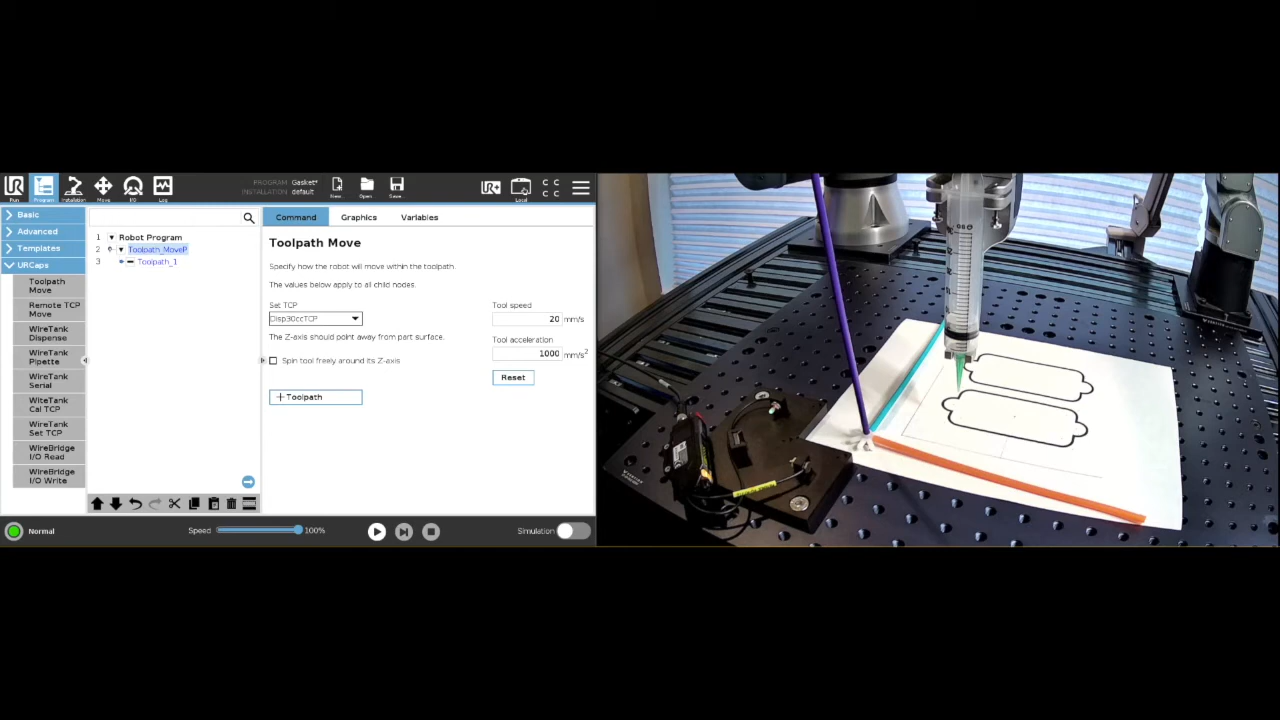 UR
Run
Program
Installation
Move
I/O
Log
PROGRAM Gasket*
INSTALLATION default
New...
Open...
Save...
UR+
Local
C C
C C
Basic
Advanced
Templates
URCaps
Toolpath
Move
Remote TCP
Move
WireTank
Dispense
WireTank
Pipette
WireTank
Serial
WiteTank
Cal TCP
WireTank
Set TCP
WireBridge
I/O Read
WireBridge
I/O Write
1 Robot Program
2 Toolpath_MoveP
3 Toolpath_1
Command Graphics Variables
Toolpath Move
Specify how the robot will move within the toolpath.
The values below apply to all child nodes.
Set TCP
Disp30ccTCP
The Z-axis should point away from part surface.
Spin tool freely around its Z-axis
+ Toolpath
Tool speed
20 mm/s
Tool acceleration
1000 mm/s²
Reset
Normal
Speed 100%
Simulation